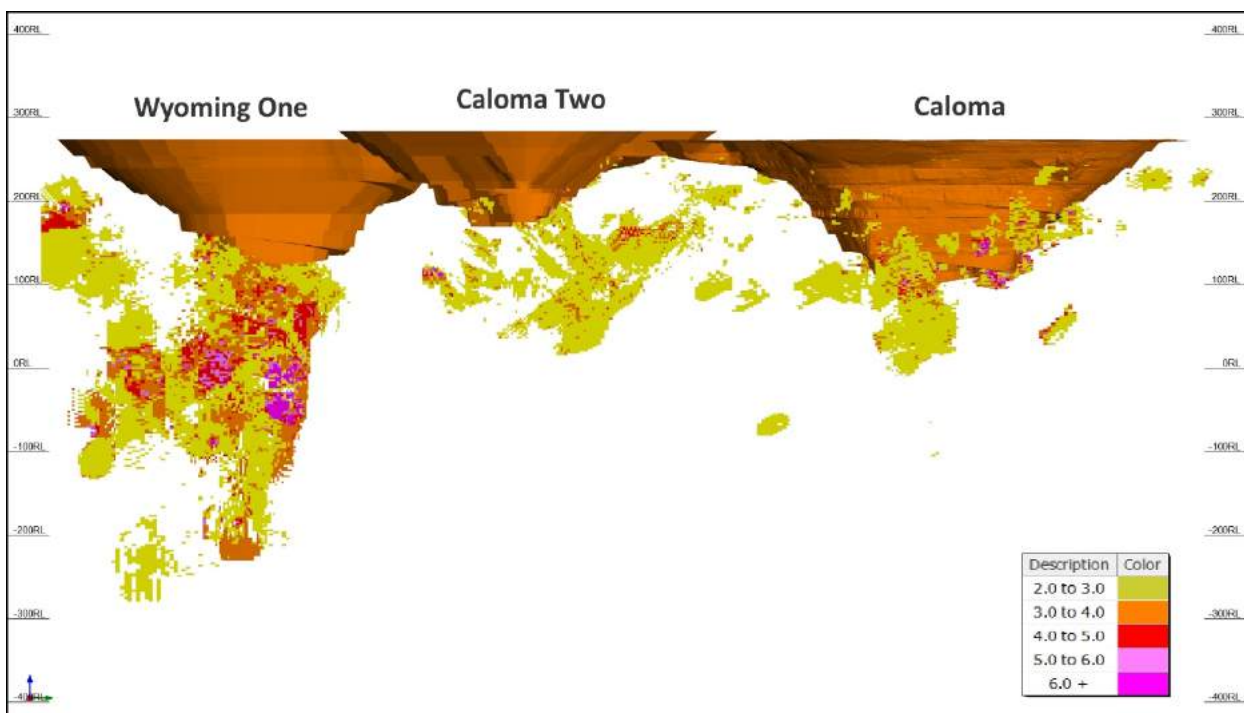 400RL 400RL
Wyoming One Caloma Two Caloma
300RL 300RL
200RL 200RL
100RL 100RL
0RL 0RL
-100RL -100RL
-200RL -200RL
Description Color
2.0 to 3.0
3.0 to 4.0
-300RL -300RL
4.0 to 5.0
5.0 to 6.0
6.0 +
-400RL -400RL